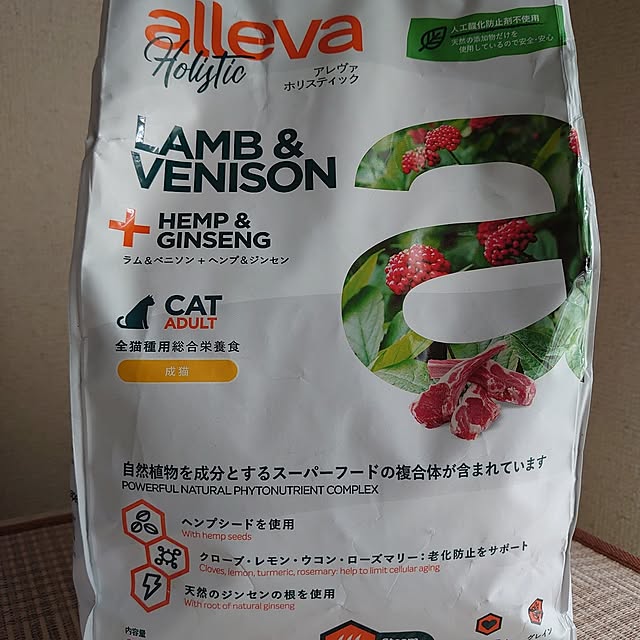 alleva
Holistic
アレヴァ
ホリスティック
人工酸化防止剤不使用
天然の添加物だけを
使用しているので安全・安心
LAMB &
VENISON
+ HEMP &
GINSENG
ラム＆ベニソン + ヘンプ＆ジンセン
CAT
ADULT
全猫種用総合栄養食
成猫
自然植物を成分とするスーパーフードの複合体が含まれています
POWERFUL NATURAL PHYTONUTRIENT COMPLEX
ヘンプシードを使用
With hemp seeds
クローブ・レモン・ウコン・ローズマリー：老化防止をサポート
Cloves, lemon, turmeric, rosemary: help to limit cellular aging
天然のジンセンの根を使用
With root of natural ginseng
内容量
グレイン